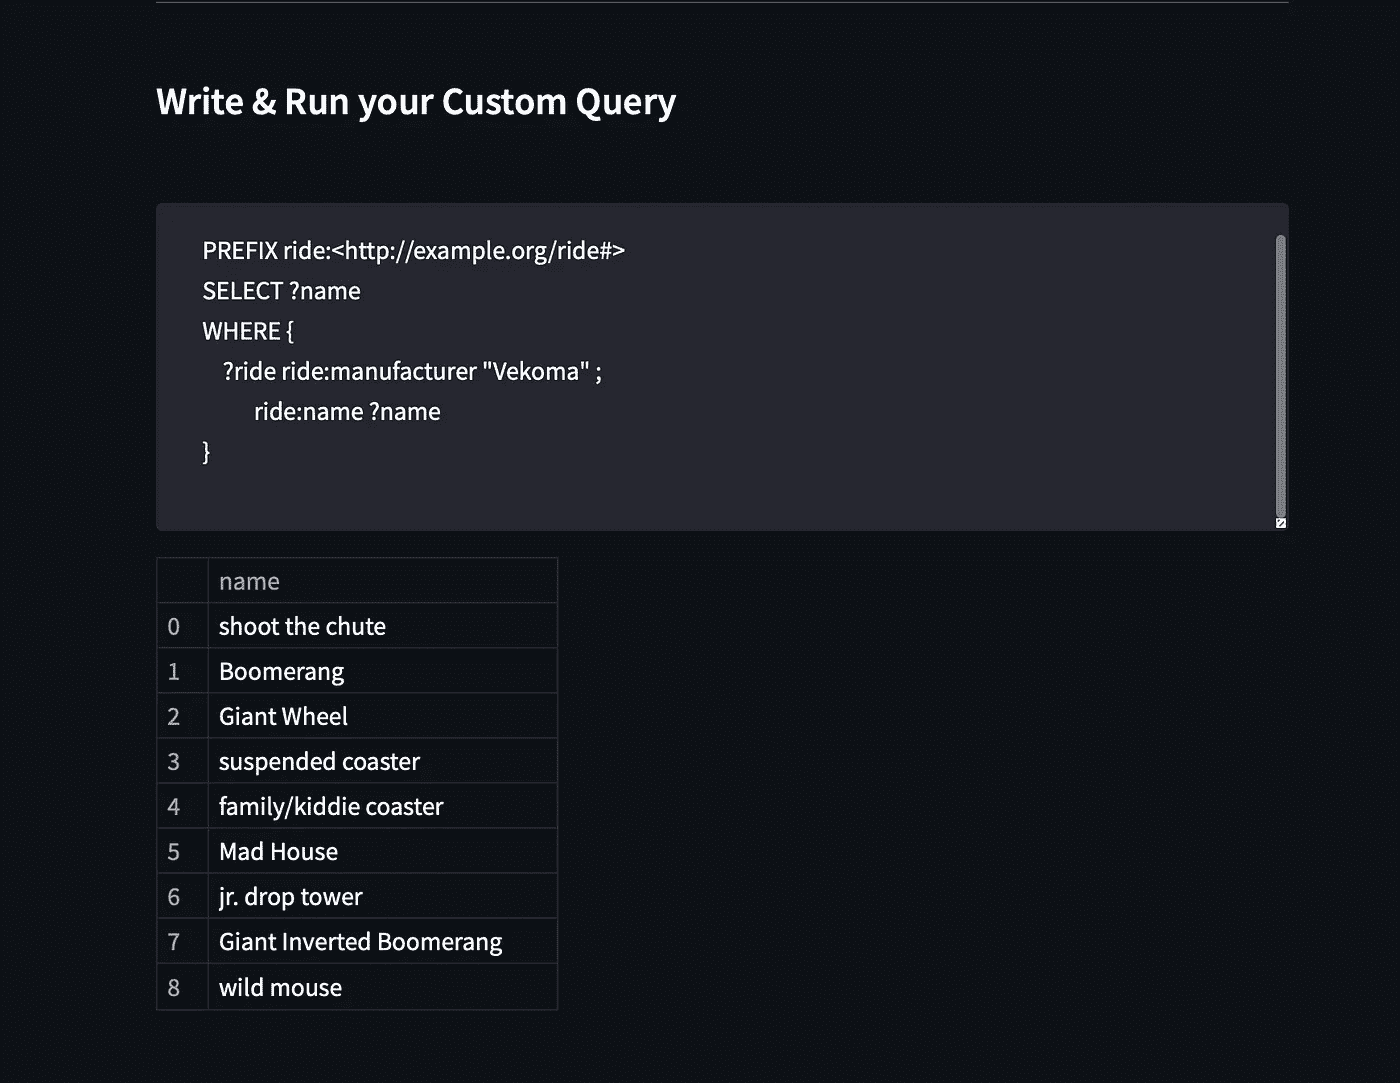 Write & Run your Custom Query
PREFIX ride:<http://example.org/ride#>
SELECT ?name
WHERE {
?ride ride:manufacturer "Vekoma" ;
ride:name ?name
}
name
0 shoot the chute
1 Boomerang
2 Giant Wheel
3 suspended coaster
4 family/kiddie coaster
5 Mad House
6 jr. drop tower
7 Giant Inverted Boomerang
8 wild mouse